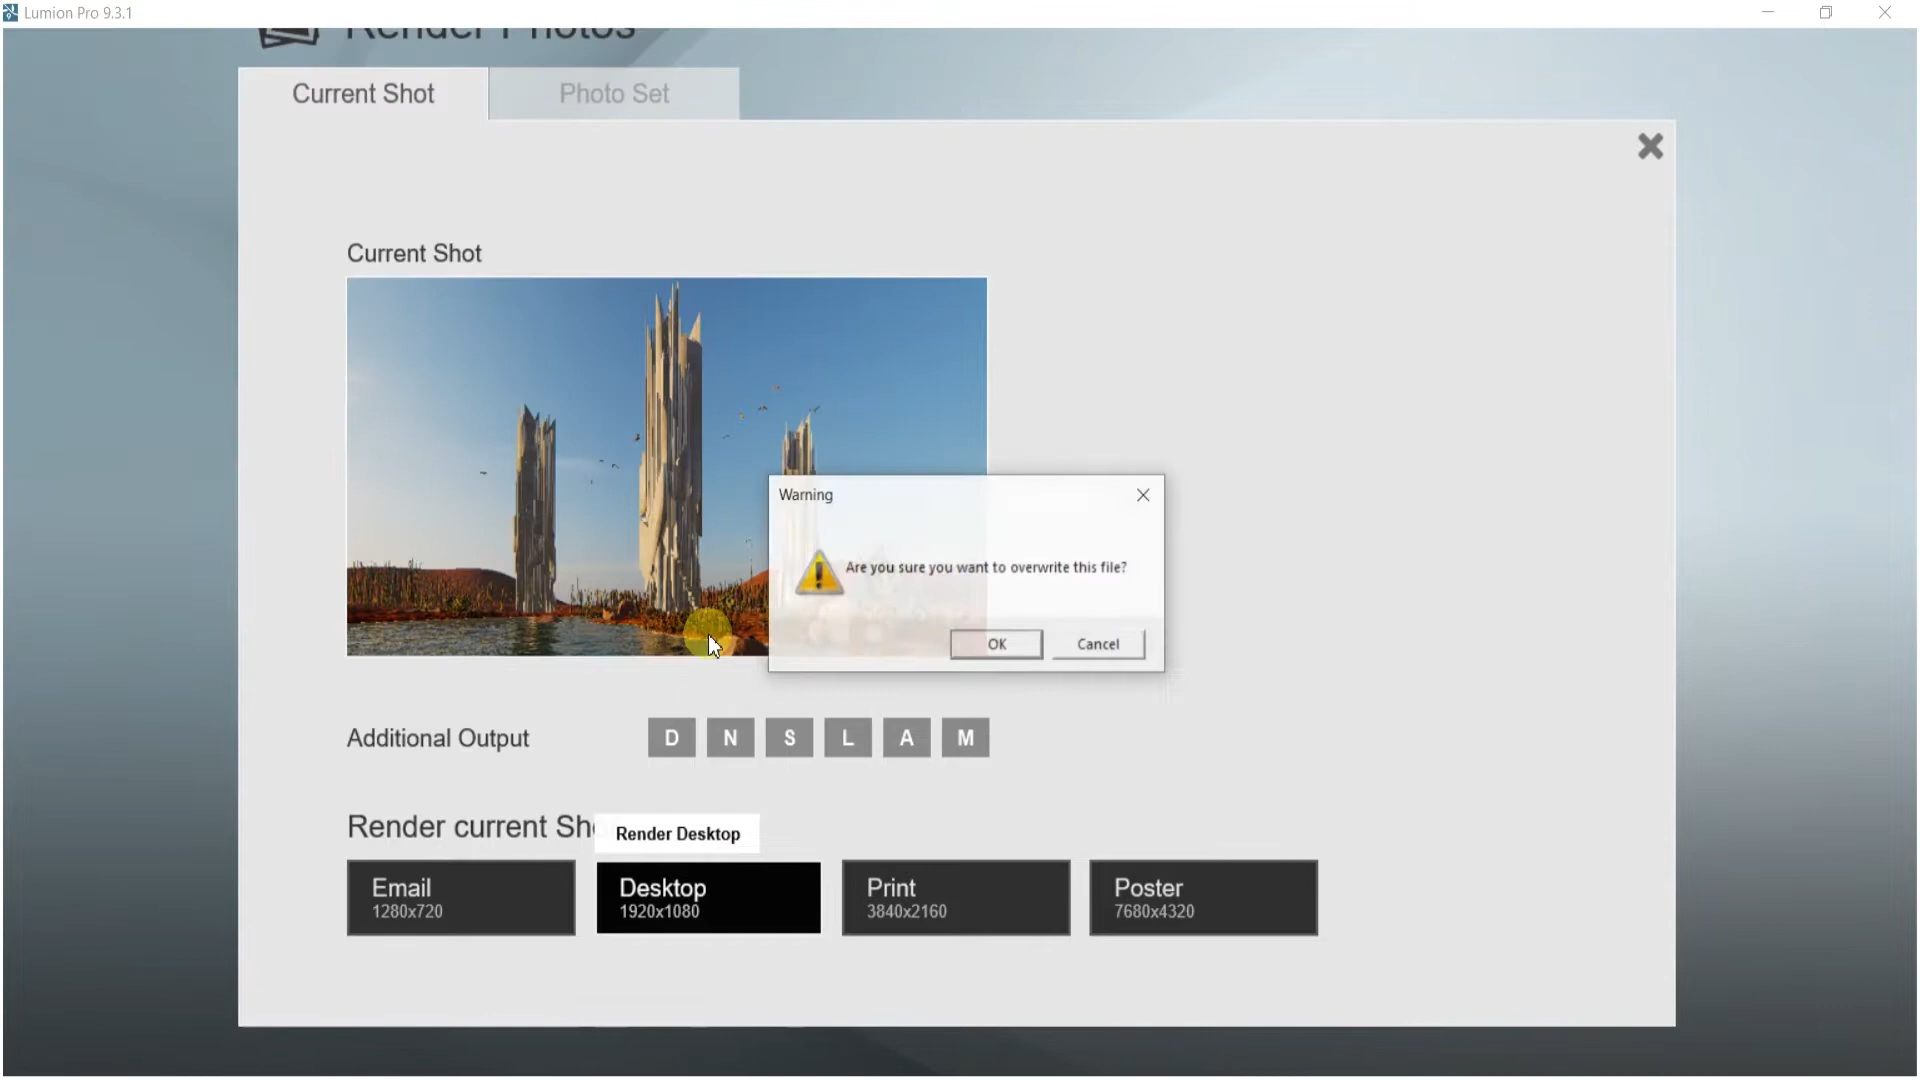 Lumion Pro 9.3.1
Render Photos
Current Shot
Photo Set
Current Shot
Warning
Are you sure you want to overwrite this file?
OK
Cancel
Additional Output
D N S L A M
Render current Sh
Render Desktop
Email
1280x720
Desktop
1920x1080
Print
3840x2160
Poster
7680x4320